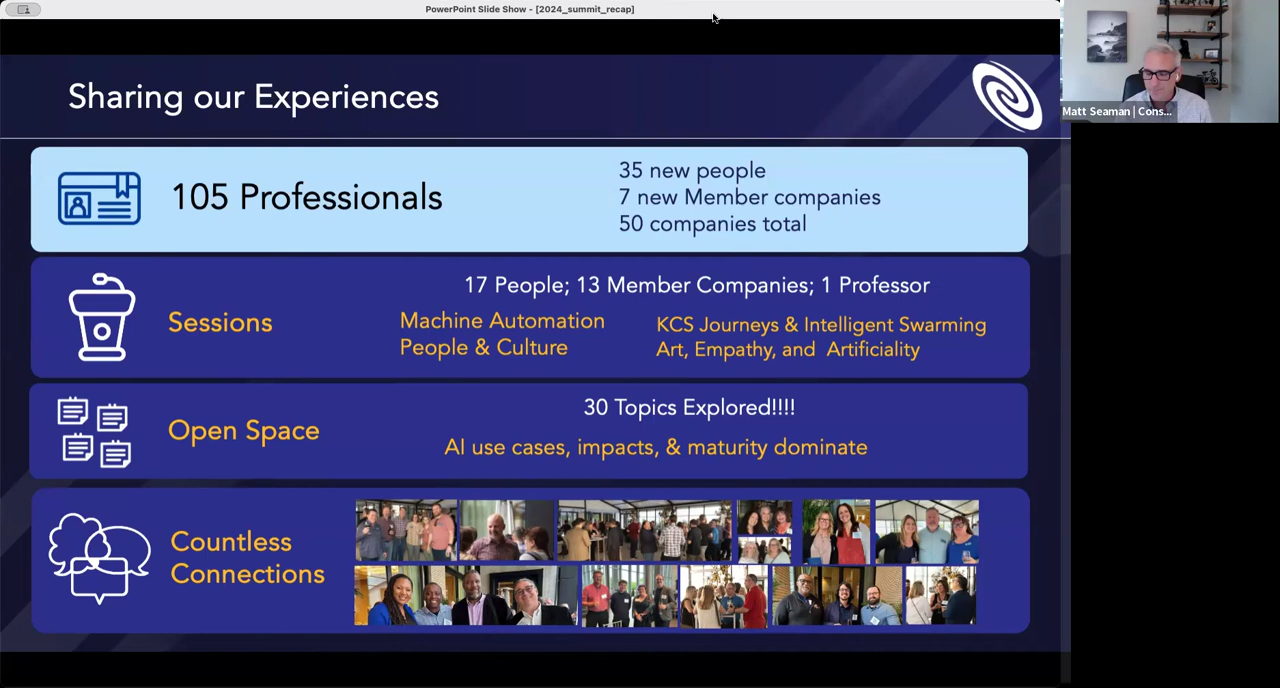 PowerPoint Slide Show - [2024_summit_recap]
Matt Seaman | Cons...
Sharing our Experiences
105 Professionals
35 new people
7 new Member companies
50 companies total
Sessions
17 People; 13 Member Companies; 1 Professor
Machine Automation
People & Culture
KCS Journeys & Intelligent Swarming
Art, Empathy, and Artificiality
Open Space
30 Topics Explored!!!!
AI use cases, impacts, & maturity dominate
Countless
Connections